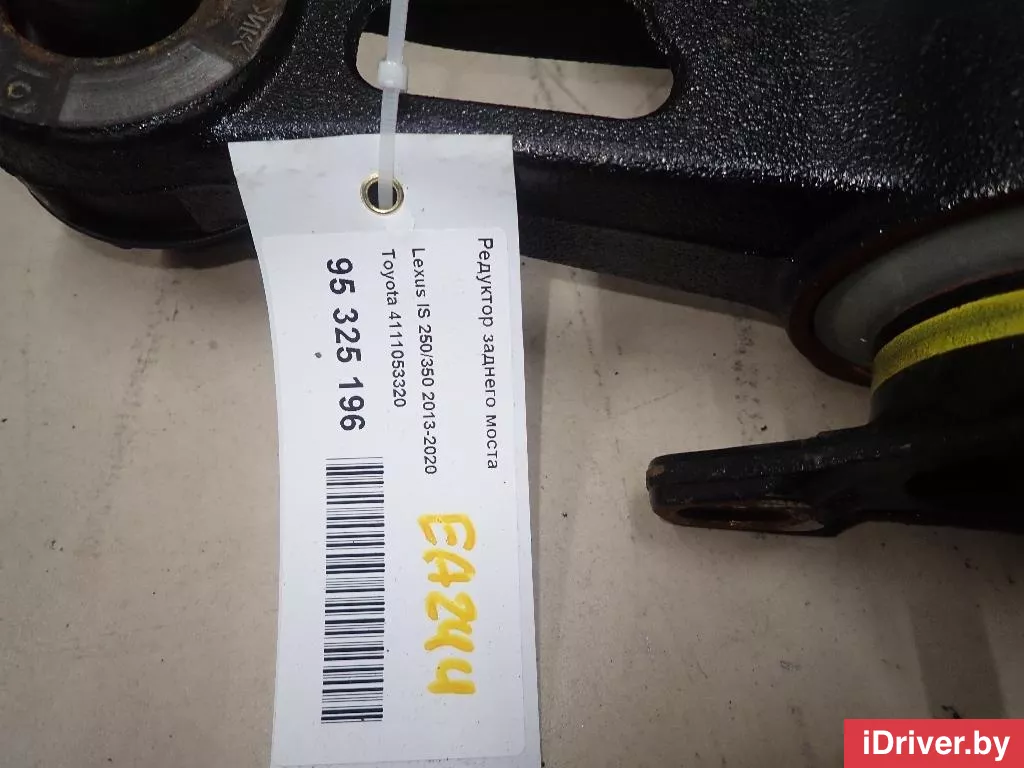 Редуктор заднего моста
Lexus IS 250/350 2013-2020
Toyota 4111053320
95 325 196
EA244
iDriver.by